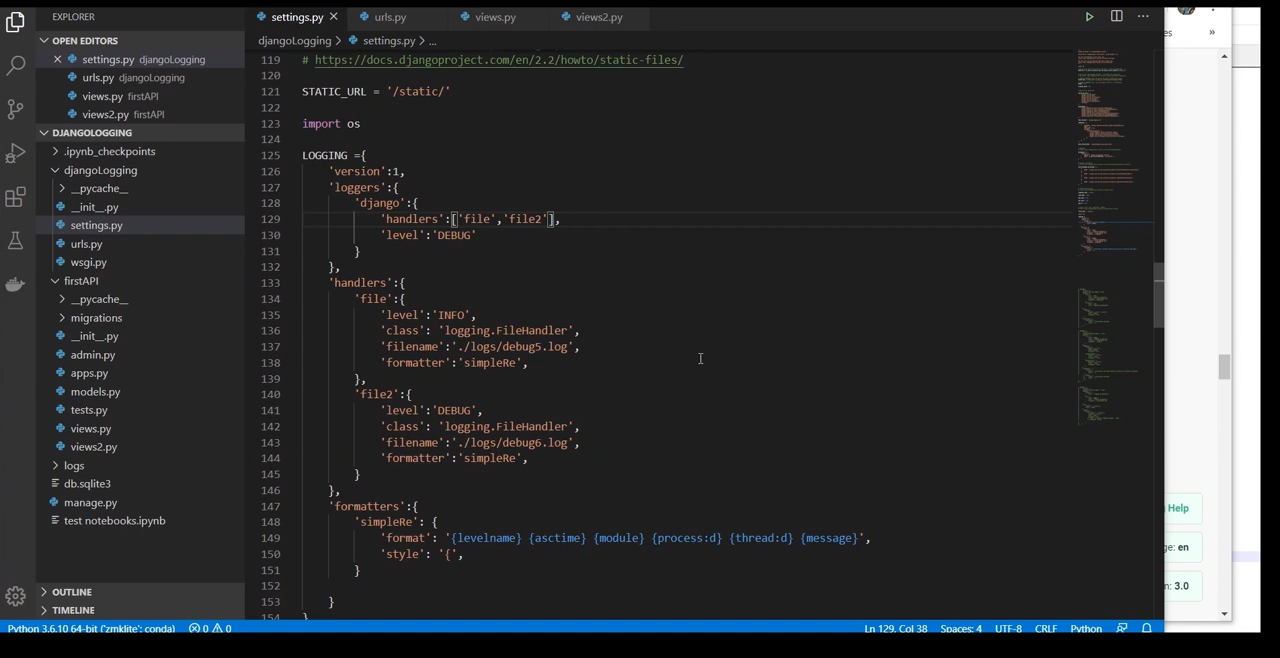 EXPLORER
settings.py
urls.py
views.py
views2.py
OPEN EDITORS
settings.py djangoLogging
urls.py djangoLogging
views.py firstAPI
views2.py firstAPI
DJANGOLOGGING
.ipynb_checkpoints
djangoLogging
__pycache__
__init__.py
settings.py
urls.py
wsgi.py
firstAPI
__pycache__
migrations
__init__.py
admin.py
apps.py
models.py
tests.py
views.py
views2.py
logs
db.sqlite3
manage.py
test notebooks.ipynb
OUTLINE
TIMELINE
djangoLogging > settings.py > ...
119 # https://docs.djangoproject.com/en/2.2/howto/static-files/
120
121 STATIC_URL = '/static/'
122
123 import os
124
125 LOGGING ={
126 'version':1,
127 'loggers':{
128 'django':{
129 'handlers':['file','file2'],
130 'level':'DEBUG'
131 }
132 },
133 'handlers':{
134 'file':{
135 'level':'INFO',
136 'class': 'logging.FileHandler',
137 'filename':'./logs/debug5.log',
138 'formatter':'simpleRe',
139 },
140 'file2':{
141 'level':'DEBUG',
142 'class': 'logging.FileHandler',
143 'filename':'./logs/debug6.log',
144 'formatter':'simpleRe',
145 }
146 },
147 'formatters':{
148 'simpleRe': {
149 'format': '{levelname} {asctime} {module} {process:d} {thread:d} {message}',
150 'style': '{',
151 }
152
153 }
154 }
Help
ge: en
n: 3.0
Python 3.6.10 64-bit ('zmklite': conda) 0 0
Ln 129, Col 38 Spaces: 4 UTF-8 CRLF Python